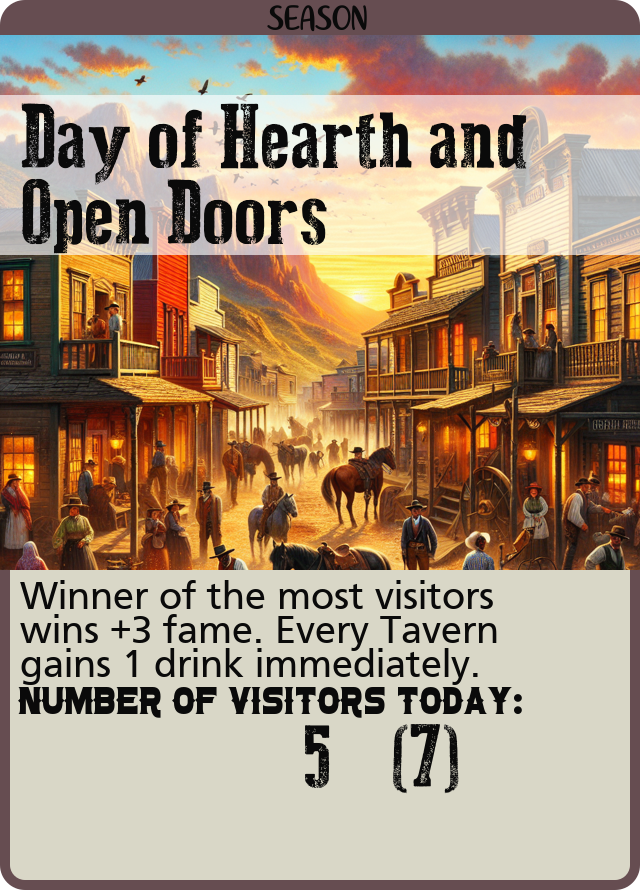 SEASON
Day of Hearth and
Open Doors
Winner of the most visitors
wins +3 fame. Every Tavern
gains 1 drink immediately.
NUMBER OF VISITORS TODAY:
5 (7)